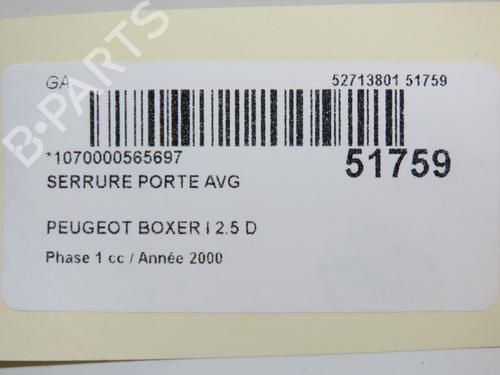 GA
52713801 51759
*1070000565697
51759
SERRURE PORTE AVG
PEUGEOT BOXER I 2.5 D
Phase 1 cc / Année 2000
B-PARTS